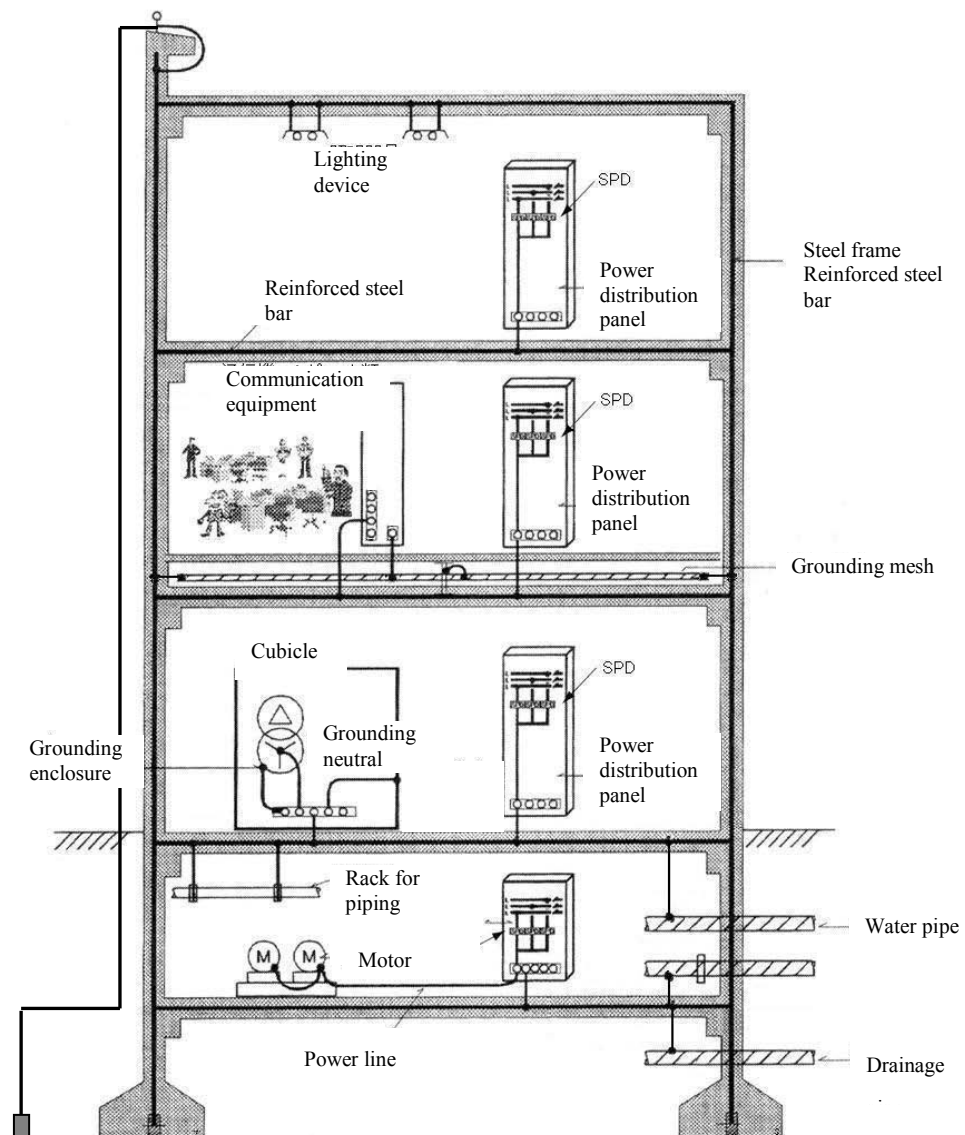 Lighting
device
SPD
Steel frame
Reinforced steel
bar
Power
distribution
panel
Reinforced steel
bar
Communication
equipment
SPD
Power
distribution
panel
Grounding mesh
Cubicle
SPD
Grounding
neutral
Grounding
enclosure
Power
distribution
panel
Rack for
piping
Water pipe
M
M
Motor
Power line
Drainage